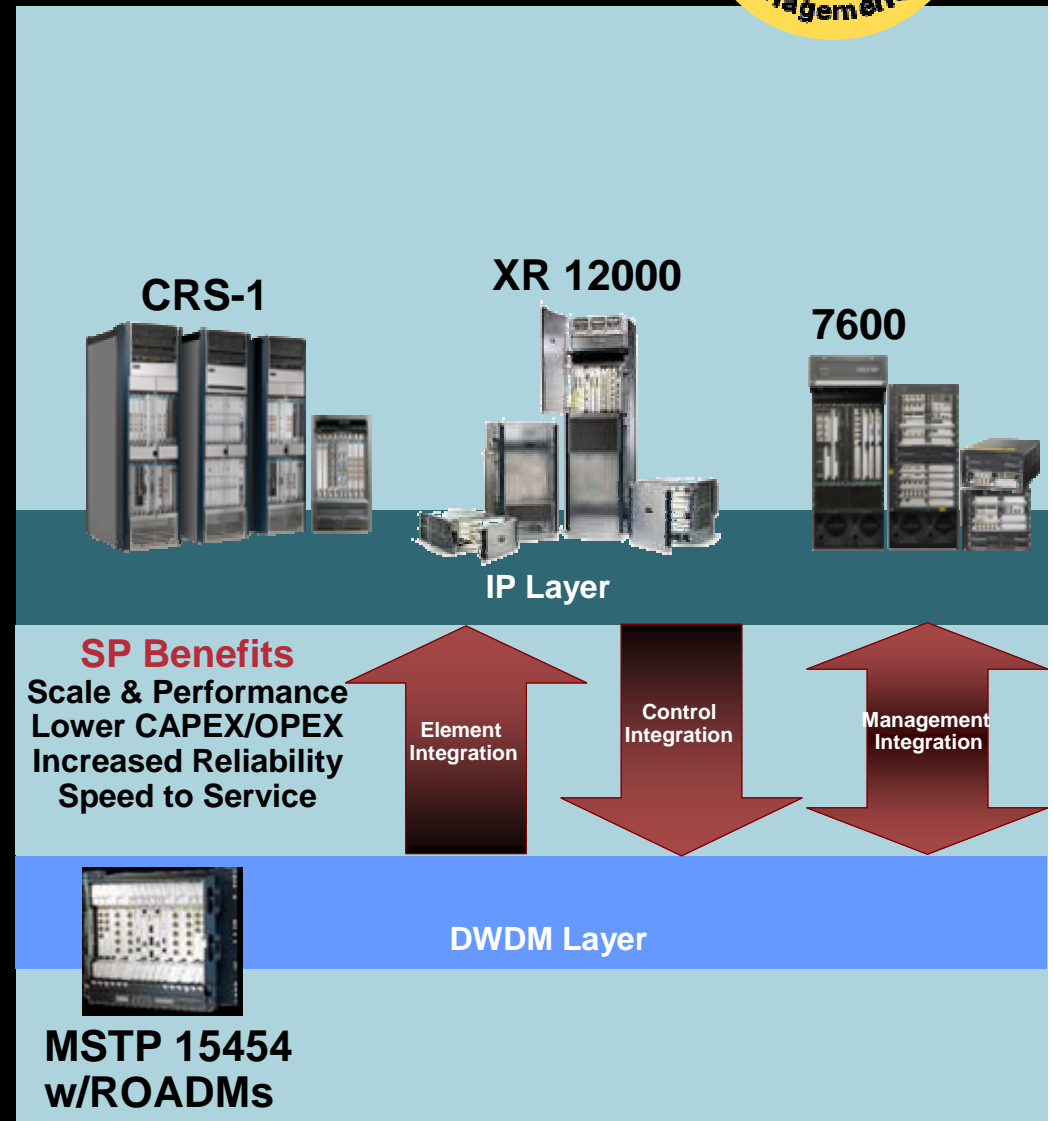 CRS-1
XR 12000
7600
IP Layer
SP Benefits
Scale & Performance
Lower CAPEX/OPEX
Increased Reliability
Speed to Service
Element
Integration
Control
Integration
Management
Integration
DWDM Layer
MSTP 15454
w/ROADMs